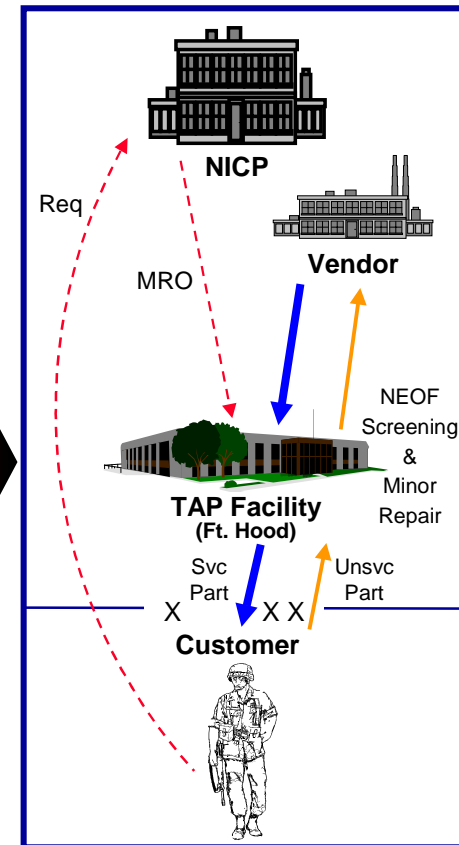 NICP
Req
Vendor
MRO
NEOF
Screening
&
Minor
Repair
TAP Facility
(Ft. Hood)
Svc
Part
Unsvc
Part
X X X
Customer